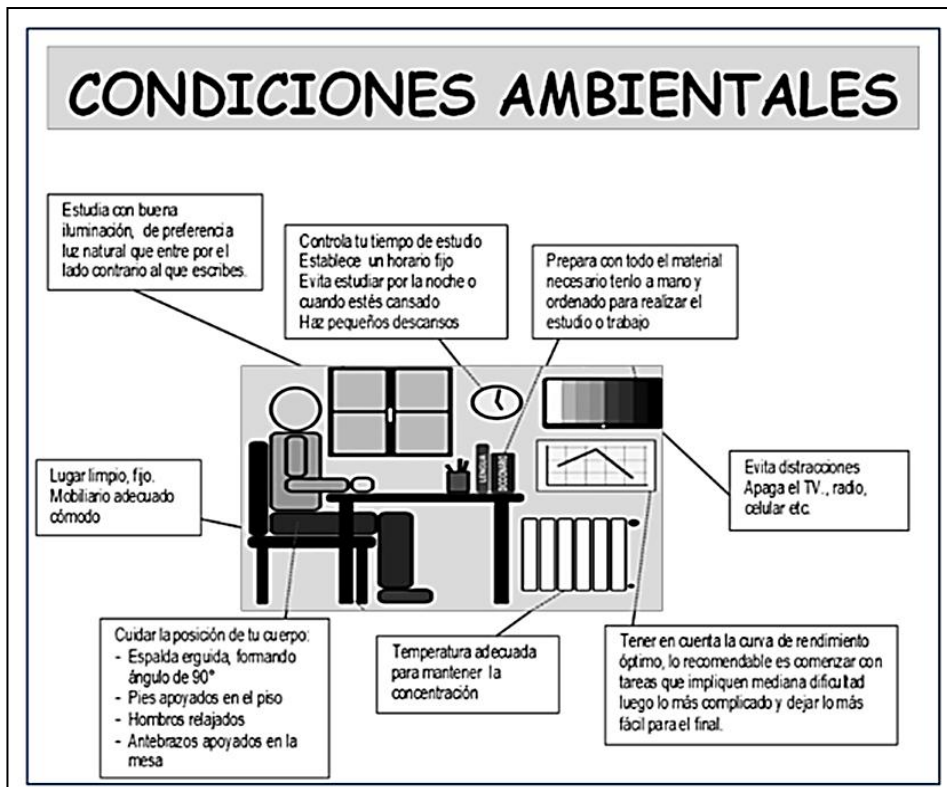 CONDICIONES AMBIENTALES
Estudia con buena
iluminación, de preferencia
luz natural que entre por el
lado contrario al que escribes.
Controla tu tiempo de estudio
Establece un horario fijo
Evita estudiar por la noche o
cuando estés cansado
Haz pequeños descansos
Prepara con todo el material
necesario tenlo a mano y
ordenado para realizar el
estudio o trabajo
LENGUA
Lugar limpio, fijo.
Mobiliario adecuado
cómodo
Evita distracciones
Apaga el TV., radio,
celular etc.
Cuidar la posición de tu cuerpo:
- Espalda erguida, formando
ángulo de 90°
- Pies apoyados en el piso
- Hombros relajados
- Antebrazos apoyados en la
mesa
Temperatura adecuada
para mantener la
concentración
Tener en cuenta la curva de rendimiento
óptimo, lo recomendable es comenzar con
tareas que impliquen mediana dificultad
luego lo más complicado y dejar lo más
fácil para el final.